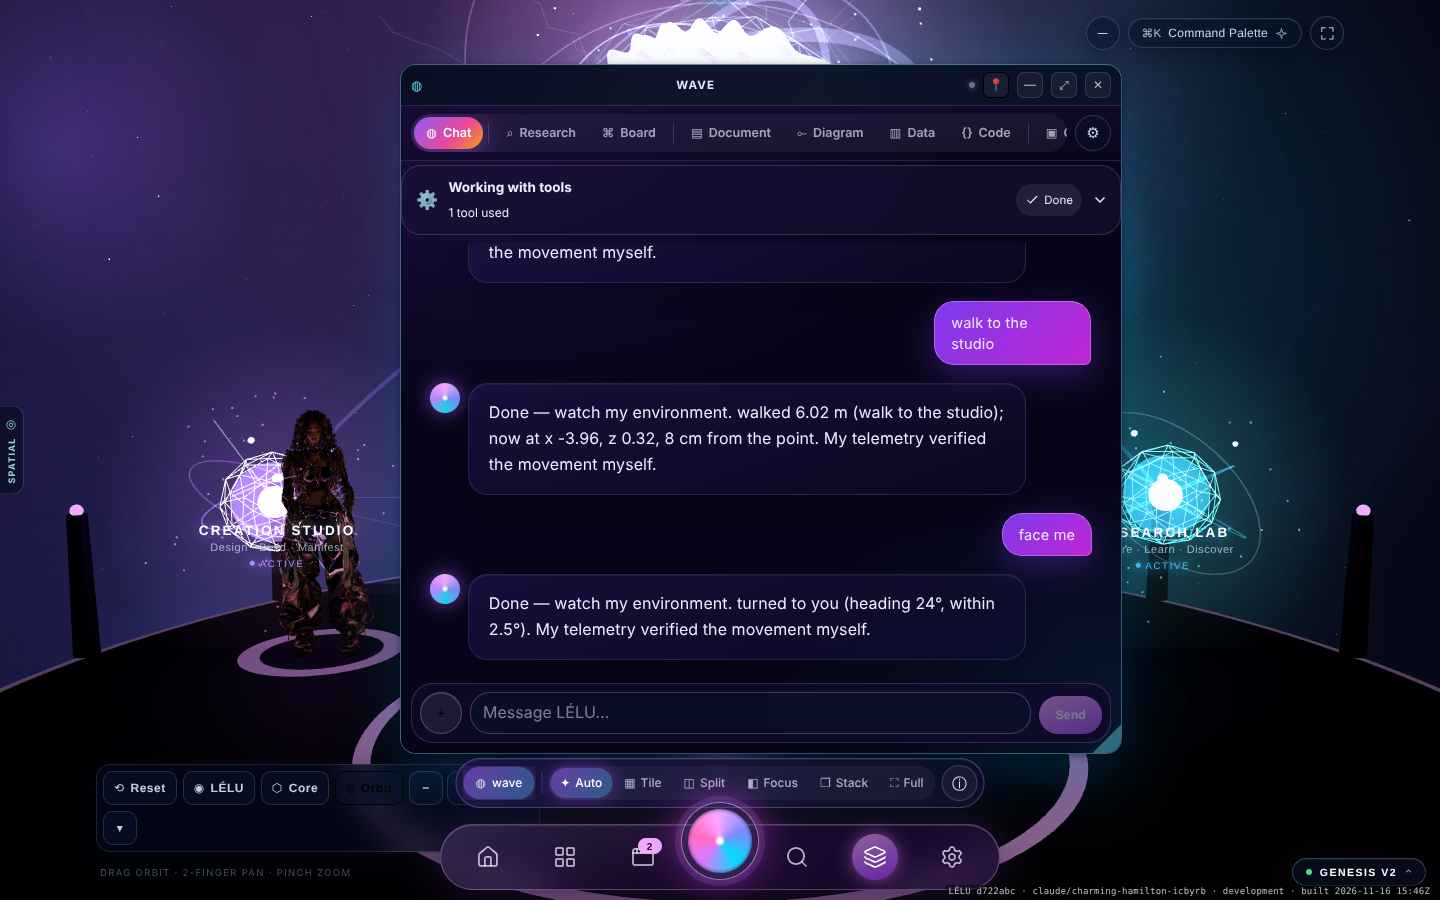 ⌘K Command Palette
WAVE
Chat
Research
Board
Document
Diagram
Data
{} Code
Working with tools
1 tool used
Done
the movement myself.
walk to the
studio
Done — watch my environment. walked 6.02 m (walk to the studio);
now at x -3.96, z 0.32, 8 cm from the point. My telemetry verified
the movement myself.
face me
Done — watch my environment. turned to you (heading 24°, within
2.5°). My telemetry verified the movement myself.
Message LÉLU...
Send
SPATIAL
CREATION STUDIO
Design · Build · Manifest
ACTIVE
SEARCH LAB
re · Learn · Discover
ACTIVE
Reset
LÉLU
Core
Orbit
wave
Auto
Tile
Split
Focus
Stack
Full
2
DRAG ORBIT · 2-FINGER PAN · PINCH ZOOM
GENESIS V2
LÉLU d722abc · claude/charming-hamilton-icbyrb · development · built 2026-11-16 15:46Z